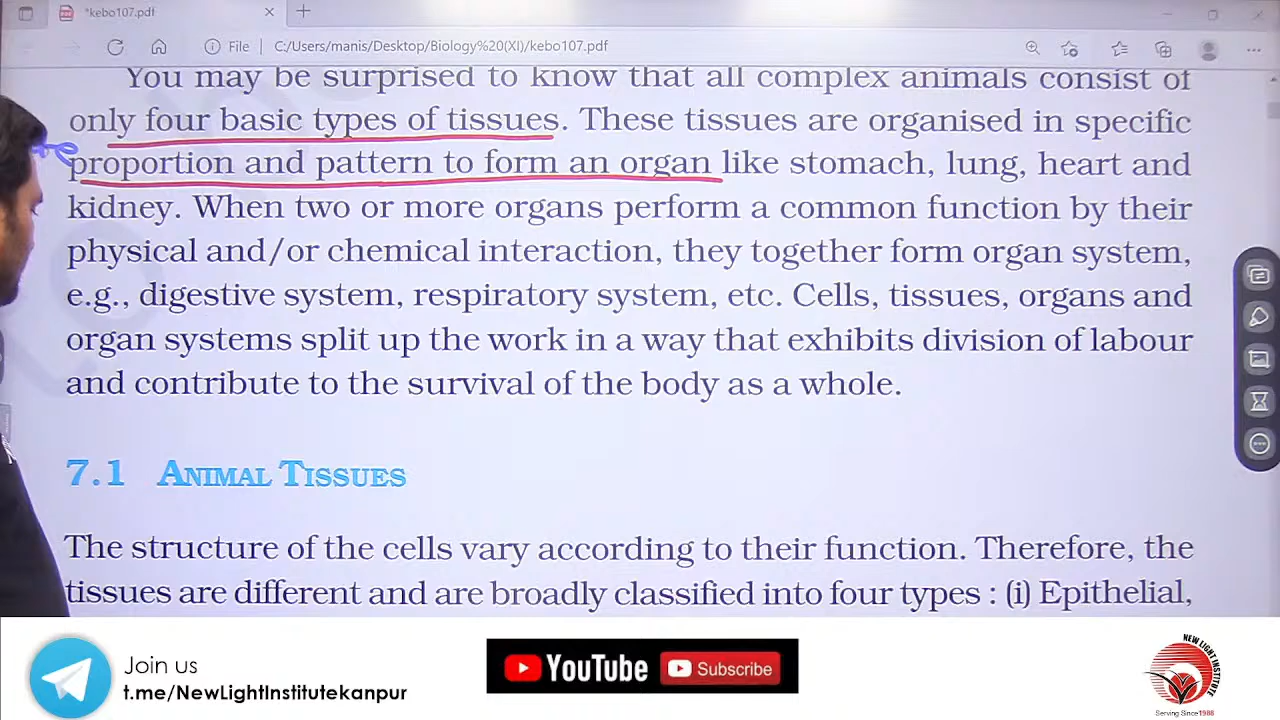 *kebo107.pdf
File
C:/Users/manis/Desktop/Biology%20(XI)/kebo107.pdf
You may be surprised to know that all complex animals consist of
only four basic types of tissues. These tissues are organised in specific
proportion and pattern to form an organ like stomach, lung, heart and
kidney. When two or more organs perform a common function by their
physical and/or chemical interaction, they together form organ system,
e.g., digestive system, respiratory system, etc. Cells, tissues, organs and
organ systems split up the work in a way that exhibits division of labour
and contribute to the survival of the body as a whole.
7.1 ANIMAL TISSUES
The structure of the cells vary according to their function. Therefore, the
tissues are different and are broadly classified into four types : (i) Epithelial,
Join us
t.me/NewLightInstitutekanpur
YouTube
Subscribe
NEW LIGHT INSTITUTE
Serving Since 1988